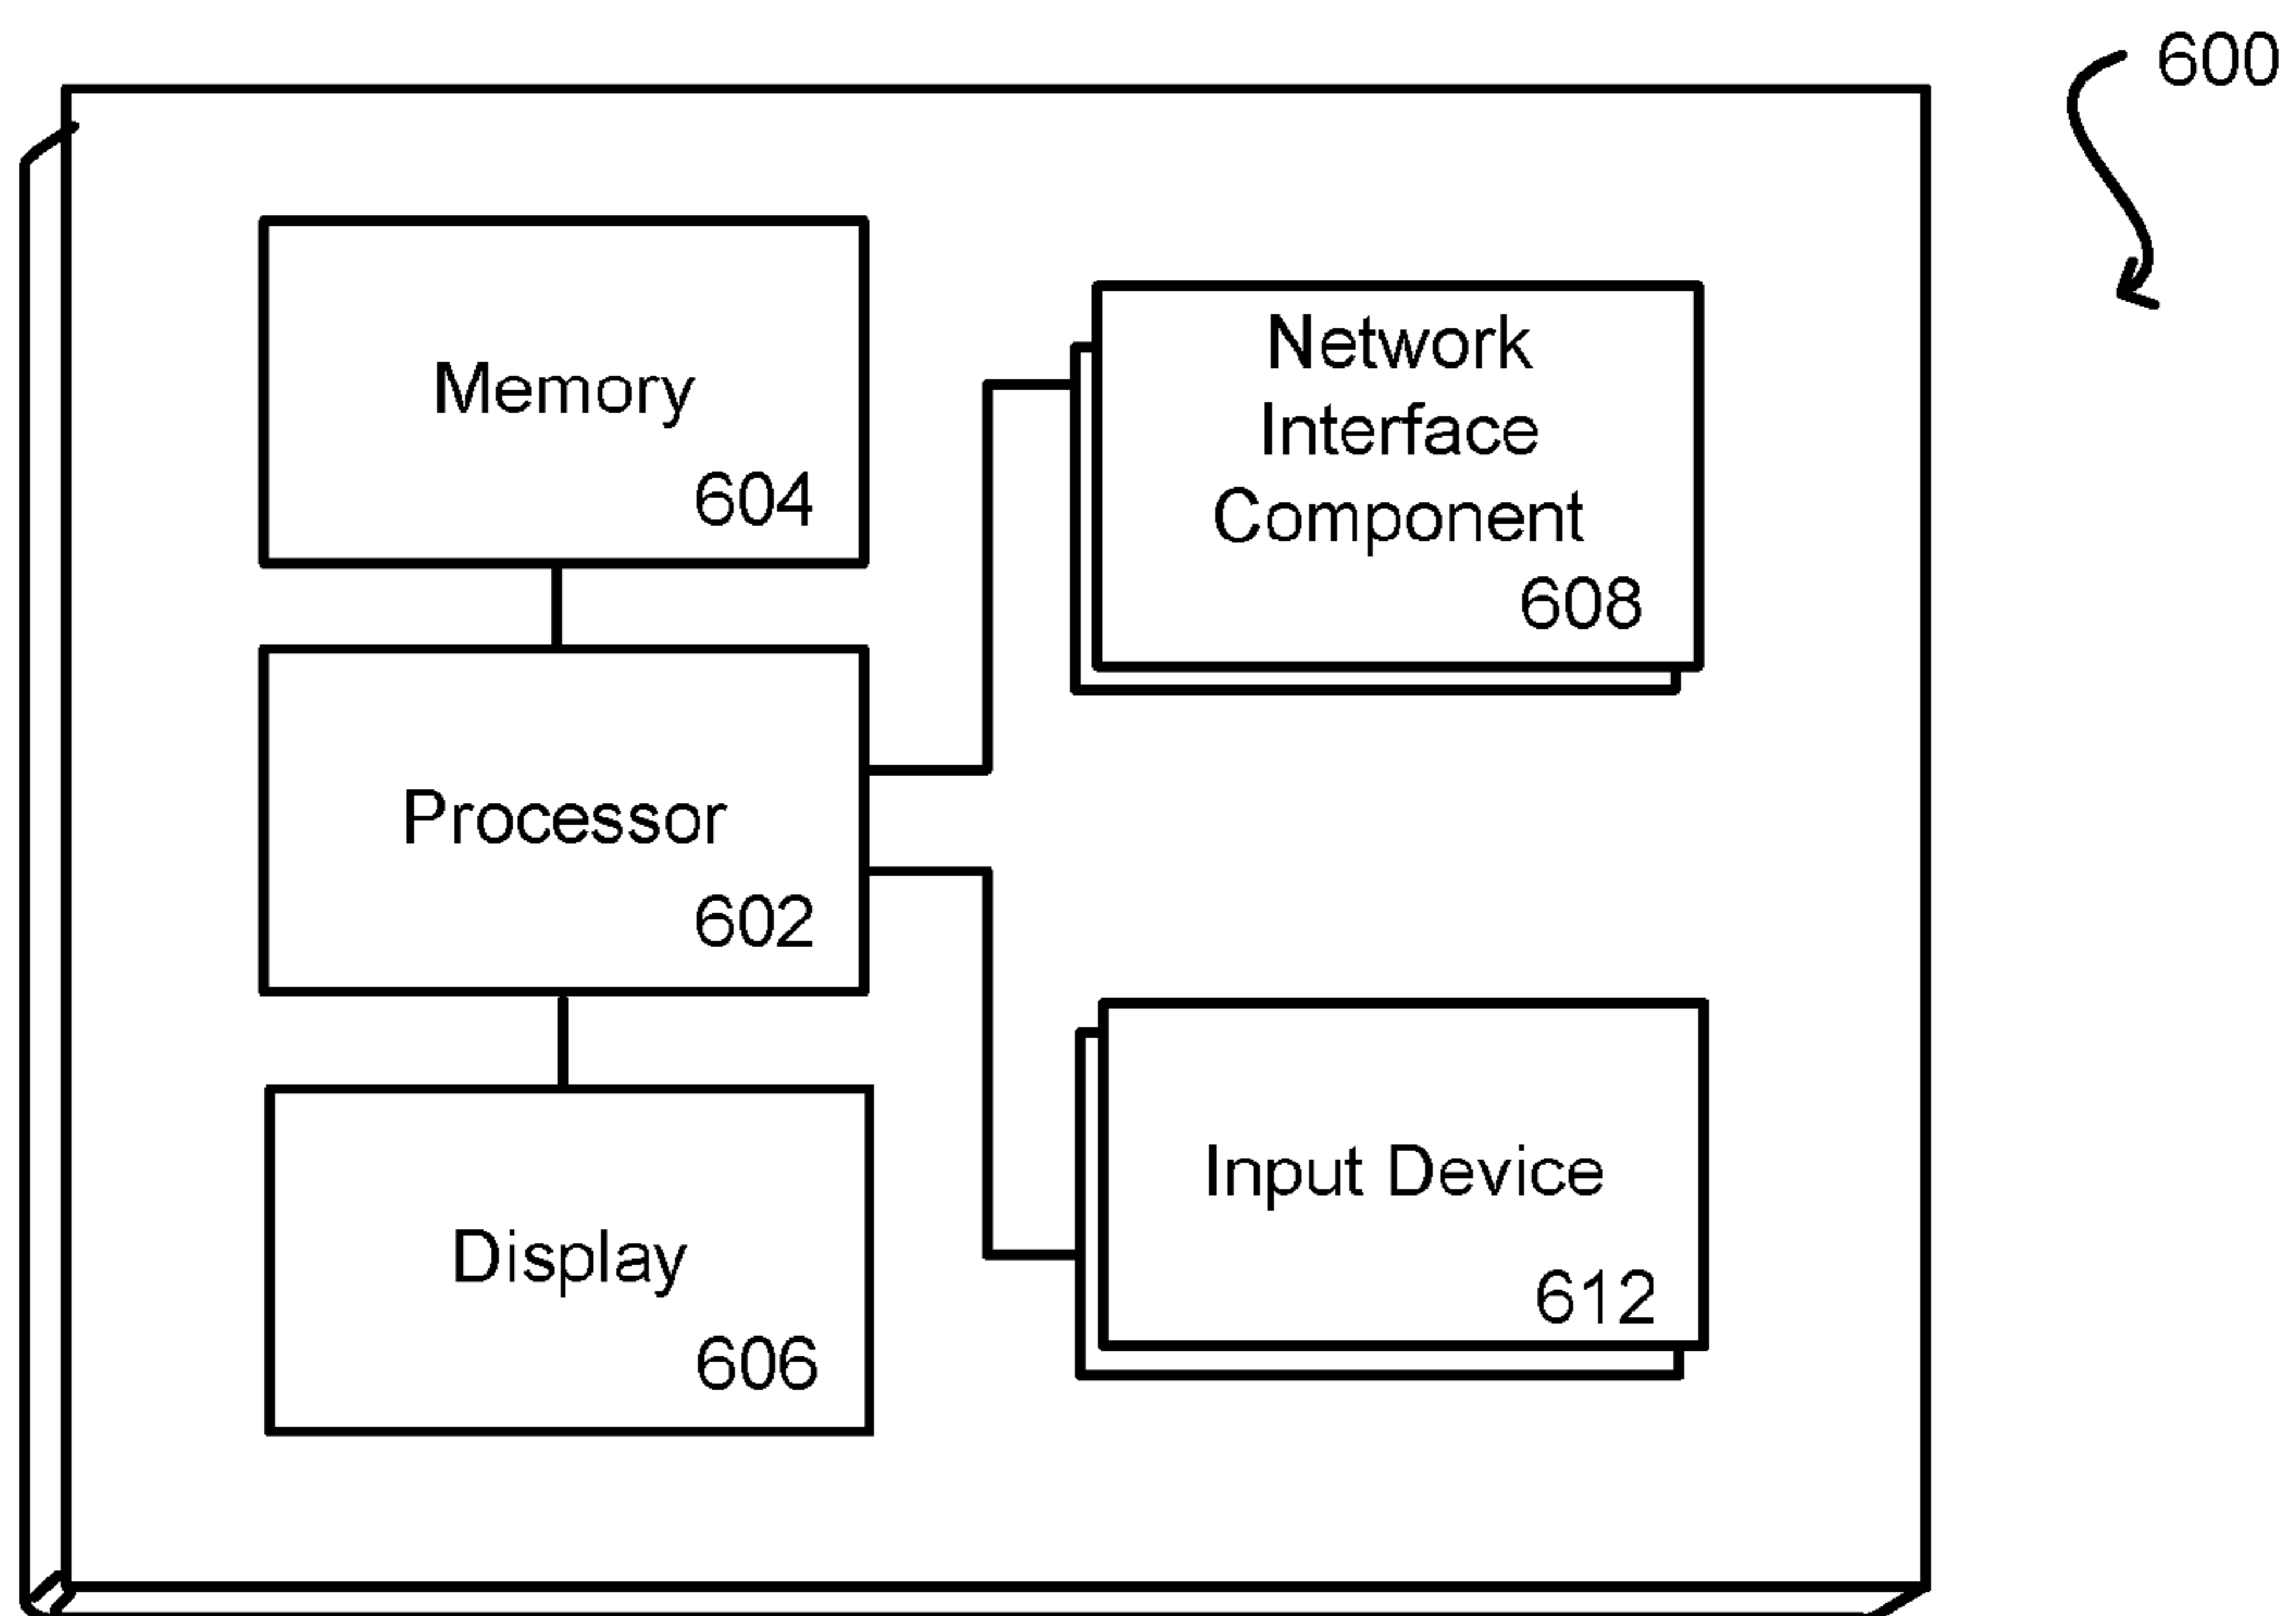 600
Memory
604
Network
Interface
Component
608
Processor
602
Input Device
612
Display
606